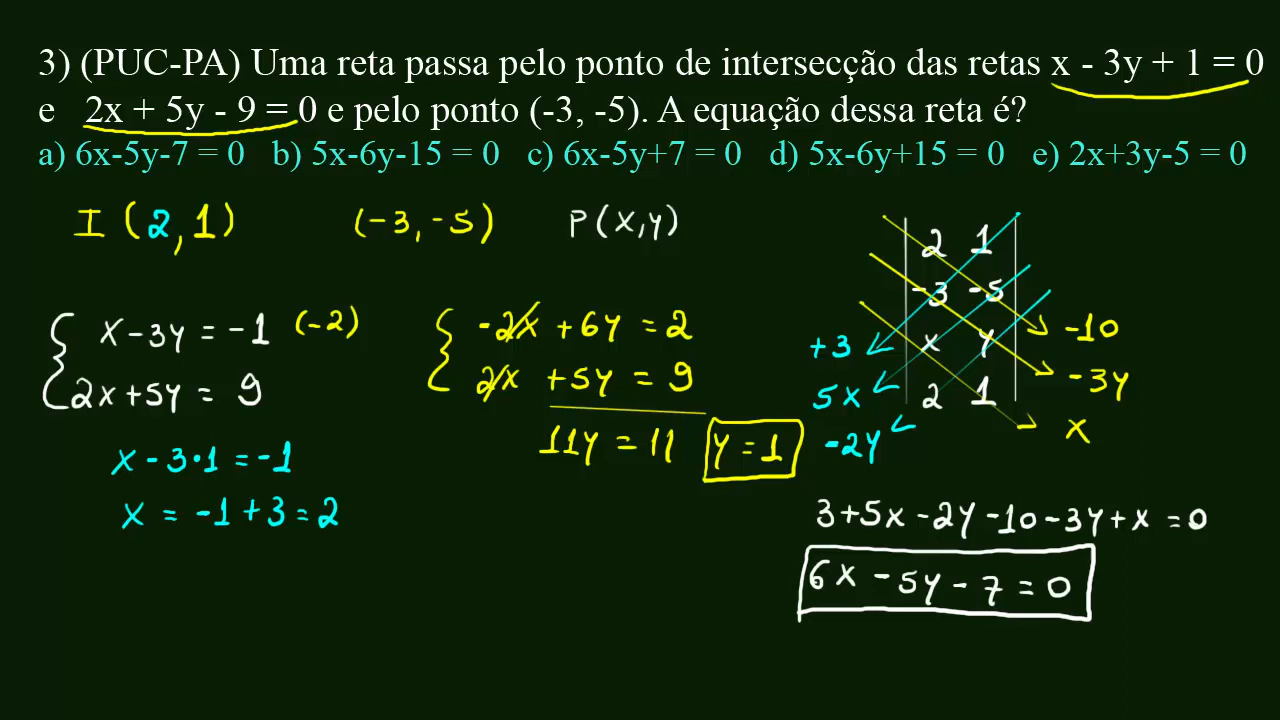 3) (PUC-PA) Uma reta passa pelo ponto de intersecção das retas x - 3y + 1 = 0
e 2x + 5y - 9 = 0 e pelo ponto (-3, -5). A equação dessa reta é?
a) 6x-5y-7 = 0 b) 5x-6y-15 = 0 c) 6x-5y+7 = 0 d) 5x-6y+15 = 0 e) 2x+3y-5 = 0
I (2,1) (-3,-5) P(x,y)
x-3y = -1 (-2)
2x+5y = 9
x - 3•1 = -1
x = -1+3=2
-2x +6y = 2
2x +5y = 9
11y = 11 y = 1
2 1
-3 -5
x y
2 1
+3
5x
-2y
-10
-3y
x
3+5x-2y-10-3y+x =0
6x -5y -7 =0